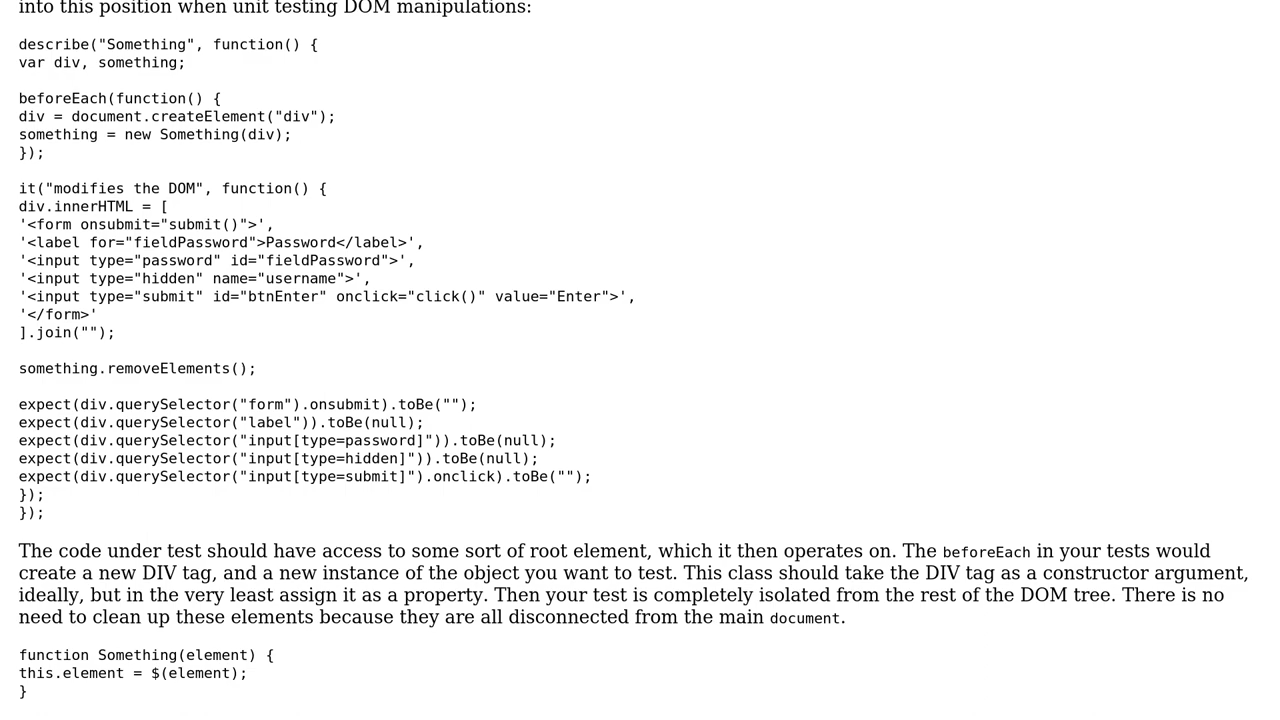 into this position when unit testing DOM manipulations:
describe("Something", function() {
var div, something;
beforeEach(function() {
div = document.createElement("div");
something = new Something(div);
});
it("modifies the DOM", function() {
div.innerHTML = [
'<form onsubmit="submit()">',
'<label for="fieldPassword">Password</label>',
'<input type="password" id="fieldPassword">',
'<input type="hidden" name="username">',
'<input type="submit" id="btnEnter" onclick="click()" value="Enter">',
'</form>'
].join("");
something.removeElements();
expect(div.querySelector("form").onsubmit).toBe("");
expect(div.querySelector("label")).toBe(null);
expect(div.querySelector("input[type=password]")).toBe(null);
expect(div.querySelector("input[type=hidden]")).toBe(null);
expect(div.querySelector("input[type=submit]").onclick).toBe("");
});
});
The code under test should have access to some sort of root element, which it then operates on. The beforeEach in your tests would
create a new DIV tag, and a new instance of the object you want to test. This class should take the DIV tag as a constructor argument,
ideally, but in the very least assign it as a property. Then your test is completely isolated from the rest of the DOM tree. There is no
need to clean up these elements because they are all disconnected from the main document.
function Something(element) {
this.element = $(element);
}